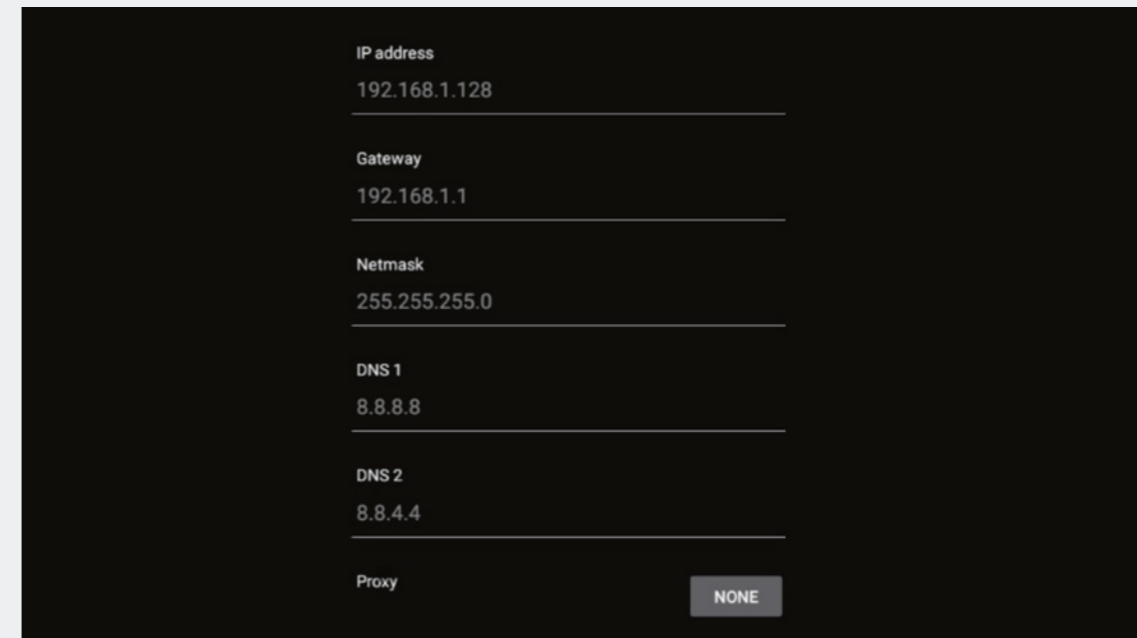 IP address
192.168.1.128
Gateway
192.168.1.1
Netmask
255.255.255.0
DNS 1
8.8.8.8
DNS 2
8.8.4.4
Proxy
NONE